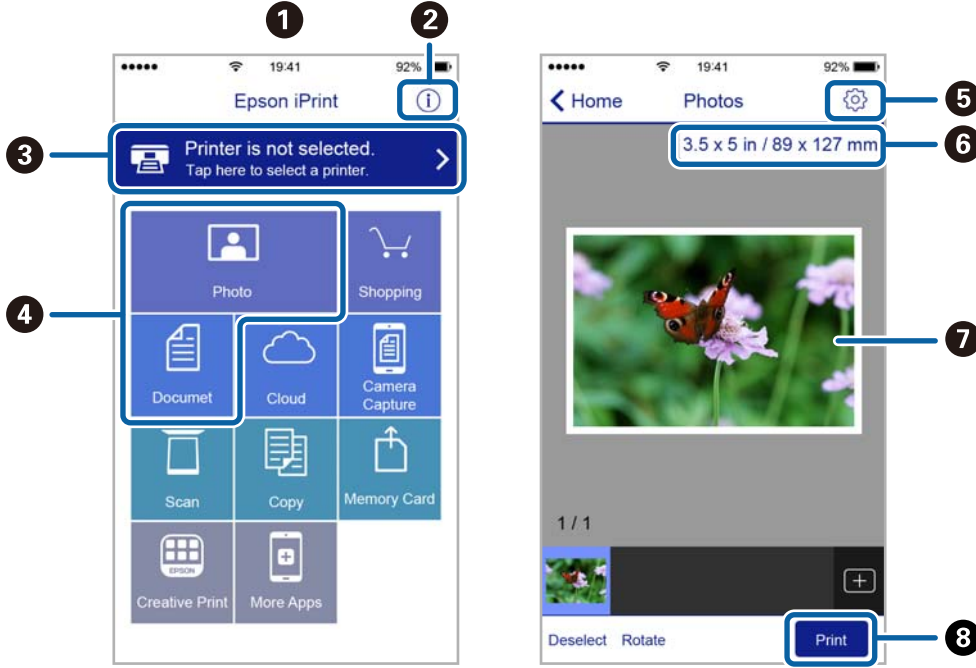 1
2
19:41
92%
Epson iPrint
3
Printer is not selected.
Tap here to select a printer.
4
Photo
Shopping
Documet
Cloud
Camera
Capture
Scan
Copy
Memory Card
EPSON
Creative Print
More Apps
19:41
92%
Home
Photos
5
3.5 x 5 in / 89 x 127 mm
6
7
1 / 1
Deselect
Rotate
Print
8